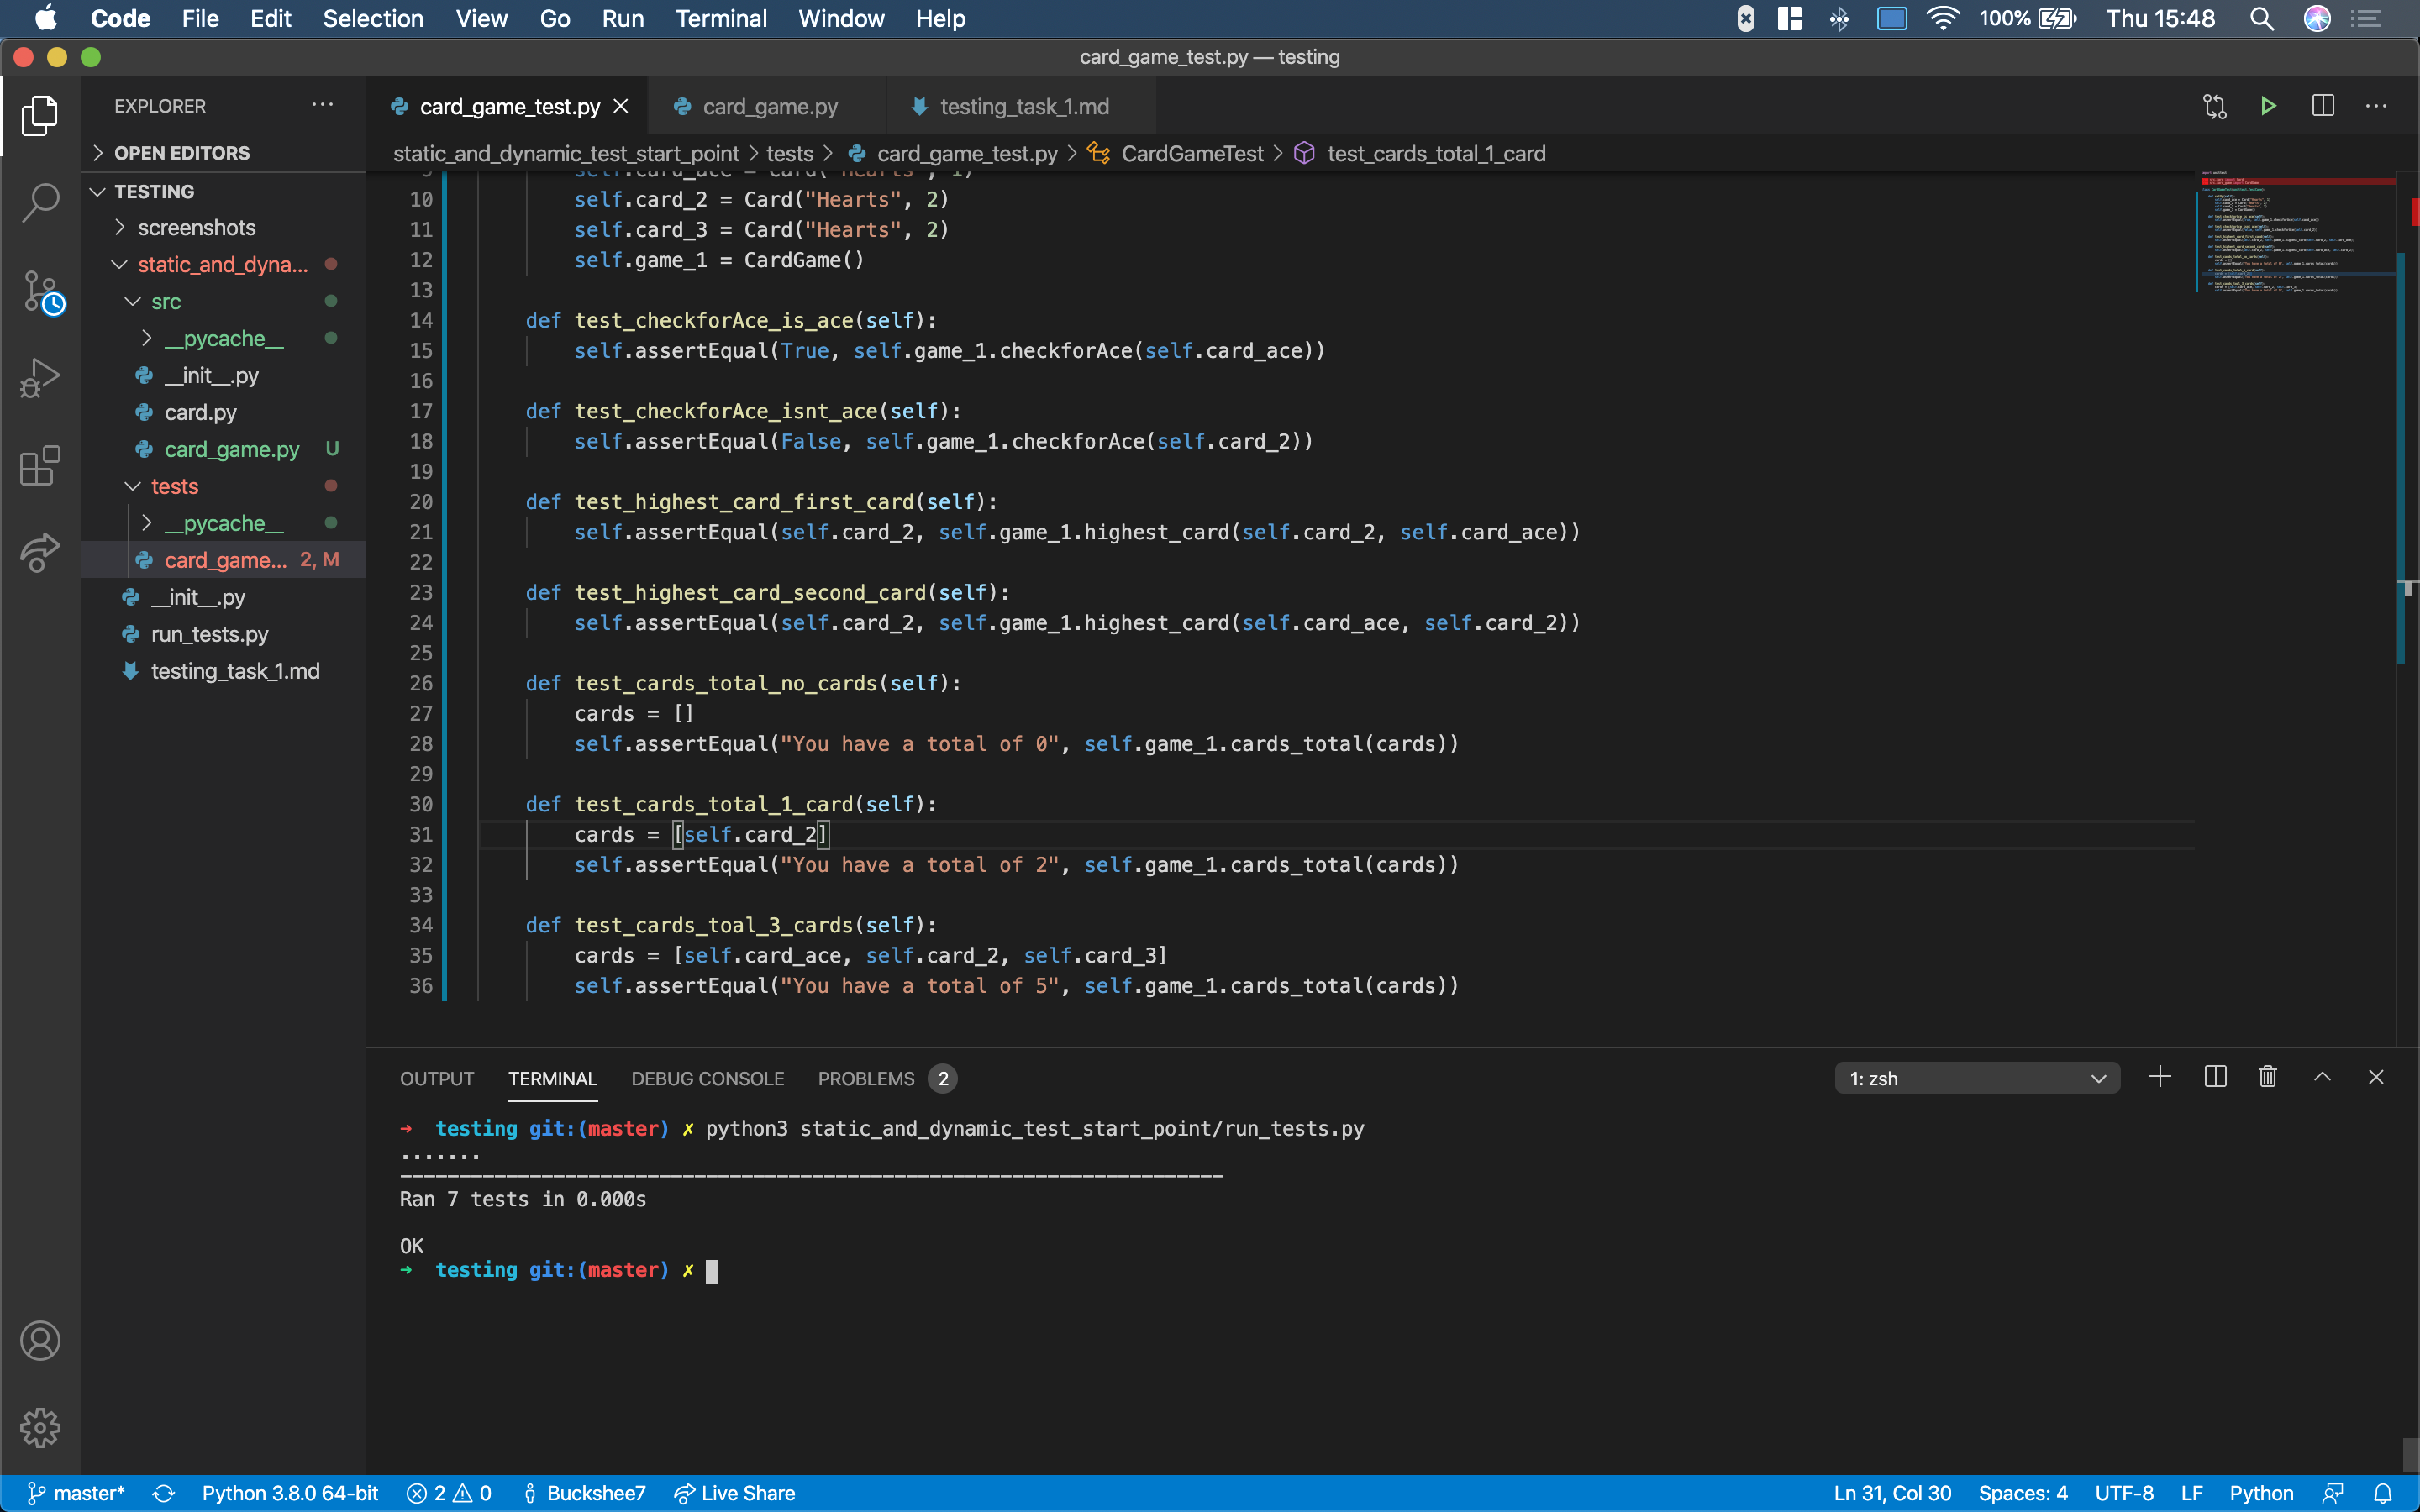 Code File Edit Selection View Go Run Terminal Window Help 100% Thu 15:48
card_game_test.py — testing
EXPLORER
OPEN EDITORS
TESTING
screenshots
static_and_dyna...
src
__pycache__
__init__.py
card.py
card_game.py U
tests
__pycache__
card_game... 2, M
__init__.py
run_tests.py
testing_task_1.md
card_game_test.py card_game.py testing_task_1.md
static_and_dynamic_test_start_point > tests > card_game_test.py > CardGameTest > test_cards_total_1_card
9 self.card_ace = Card("Hearts", 1)
10 self.card_2 = Card("Hearts", 2)
11 self.card_3 = Card("Hearts", 2)
12 self.game_1 = CardGame()
13
14 def test_checkforAce_is_ace(self):
15 self.assertEqual(True, self.game_1.checkforAce(self.card_ace))
16
17 def test_checkforAce_isnt_ace(self):
18 self.assertEqual(False, self.game_1.checkforAce(self.card_2))
19
20 def test_highest_card_first_card(self):
21 self.assertEqual(self.card_2, self.game_1.highest_card(self.card_2, self.card_ace))
22
23 def test_highest_card_second_card(self):
24 self.assertEqual(self.card_2, self.game_1.highest_card(self.card_ace, self.card_2))
25
26 def test_cards_total_no_cards(self):
27 cards = []
28 self.assertEqual("You have a total of 0", self.game_1.cards_total(cards))
29
30 def test_cards_total_1_card(self):
31 cards = [self.card_2]
32 self.assertEqual("You have a total of 2", self.game_1.cards_total(cards))
33
34 def test_cards_toal_3_cards(self):
35 cards = [self.card_ace, self.card_2, self.card_3]
36 self.assertEqual("You have a total of 5", self.game_1.cards_total(cards))
OUTPUT TERMINAL DEBUG CONSOLE PROBLEMS 2 1: zsh
➜ testing git:(master) ✗ python3 static_and_dynamic_test_start_point/run_tests.py
.......
----------------------------------------------------------------------
Ran 7 tests in 0.000s
OK
➜ testing git:(master) ✗
master* Python 3.8.0 64-bit 2 0 Buckshee7 Live Share Ln 31, Col 30 Spaces: 4 UTF-8 LF Python